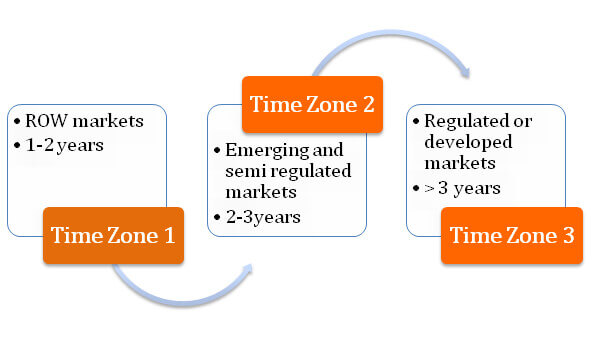 • ROW markets
• 1-2 years
Time Zone 1
Time Zone 2
• Emerging and
semi regulated
markets
• 2-3years
• Regulated or
developed
markets
• > 3 years
Time Zone 3